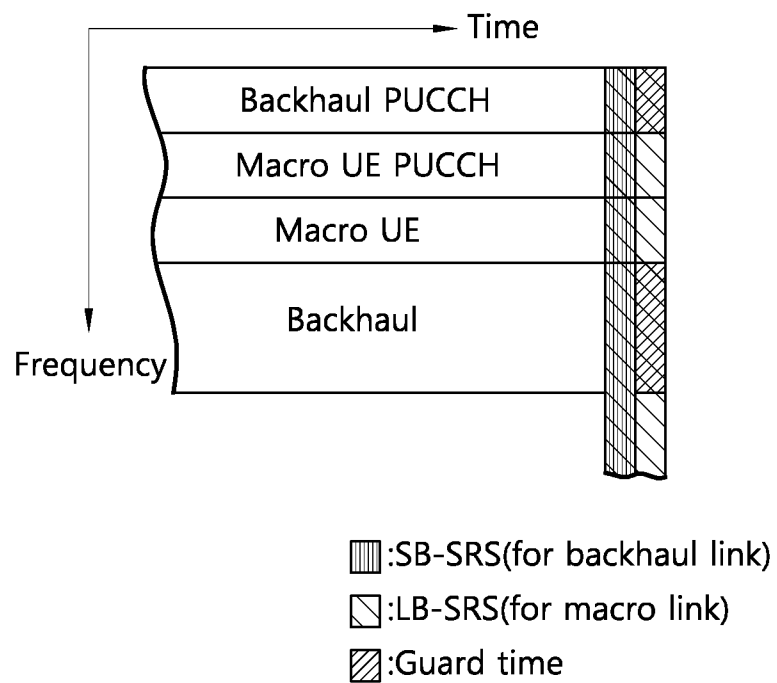 Time
Backhaul PUCCH
Macro UE PUCCH
Macro UE
Backhaul
Frequency
:SB-SRS(for backhaul link)
:LB-SRS(for macro link)
:Guard time